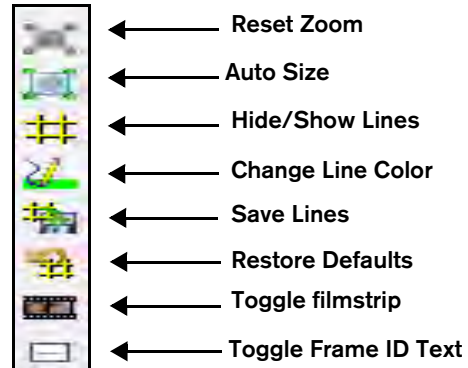 Reset Zoom
Auto Size
Hide/Show Lines
Change Line Color
Save Lines
Restore Defaults
Toggle filmstrip
Toggle Frame ID Text